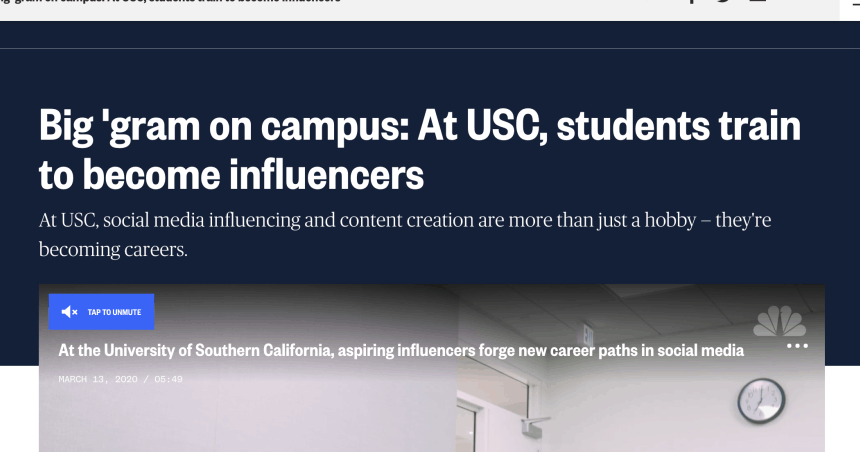 'gram on campus: At USC, students train to become influencers
Big 'gram on campus: At USC, students train
to become influencers
At USC, social media influencing and content creation are more than just a hobby – they're
becoming careers.
TAP TO UNMUTE
At the University of Southern California, aspiring influencers forge new career paths in social media
MARCH 13, 2020 / 05:49